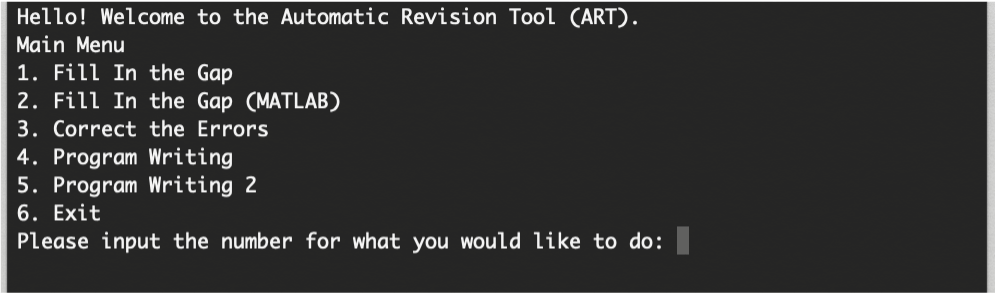 Hello! Welcome to the Automatic Revision Tool (ART).
Main Menu
1. Fill In the Gap
2. Fill In the Gap (MATLAB)
3. Correct the Errors
4. Program Writing
5. Program Writing 2
6. Exit
Please input the number for what you would like to do: